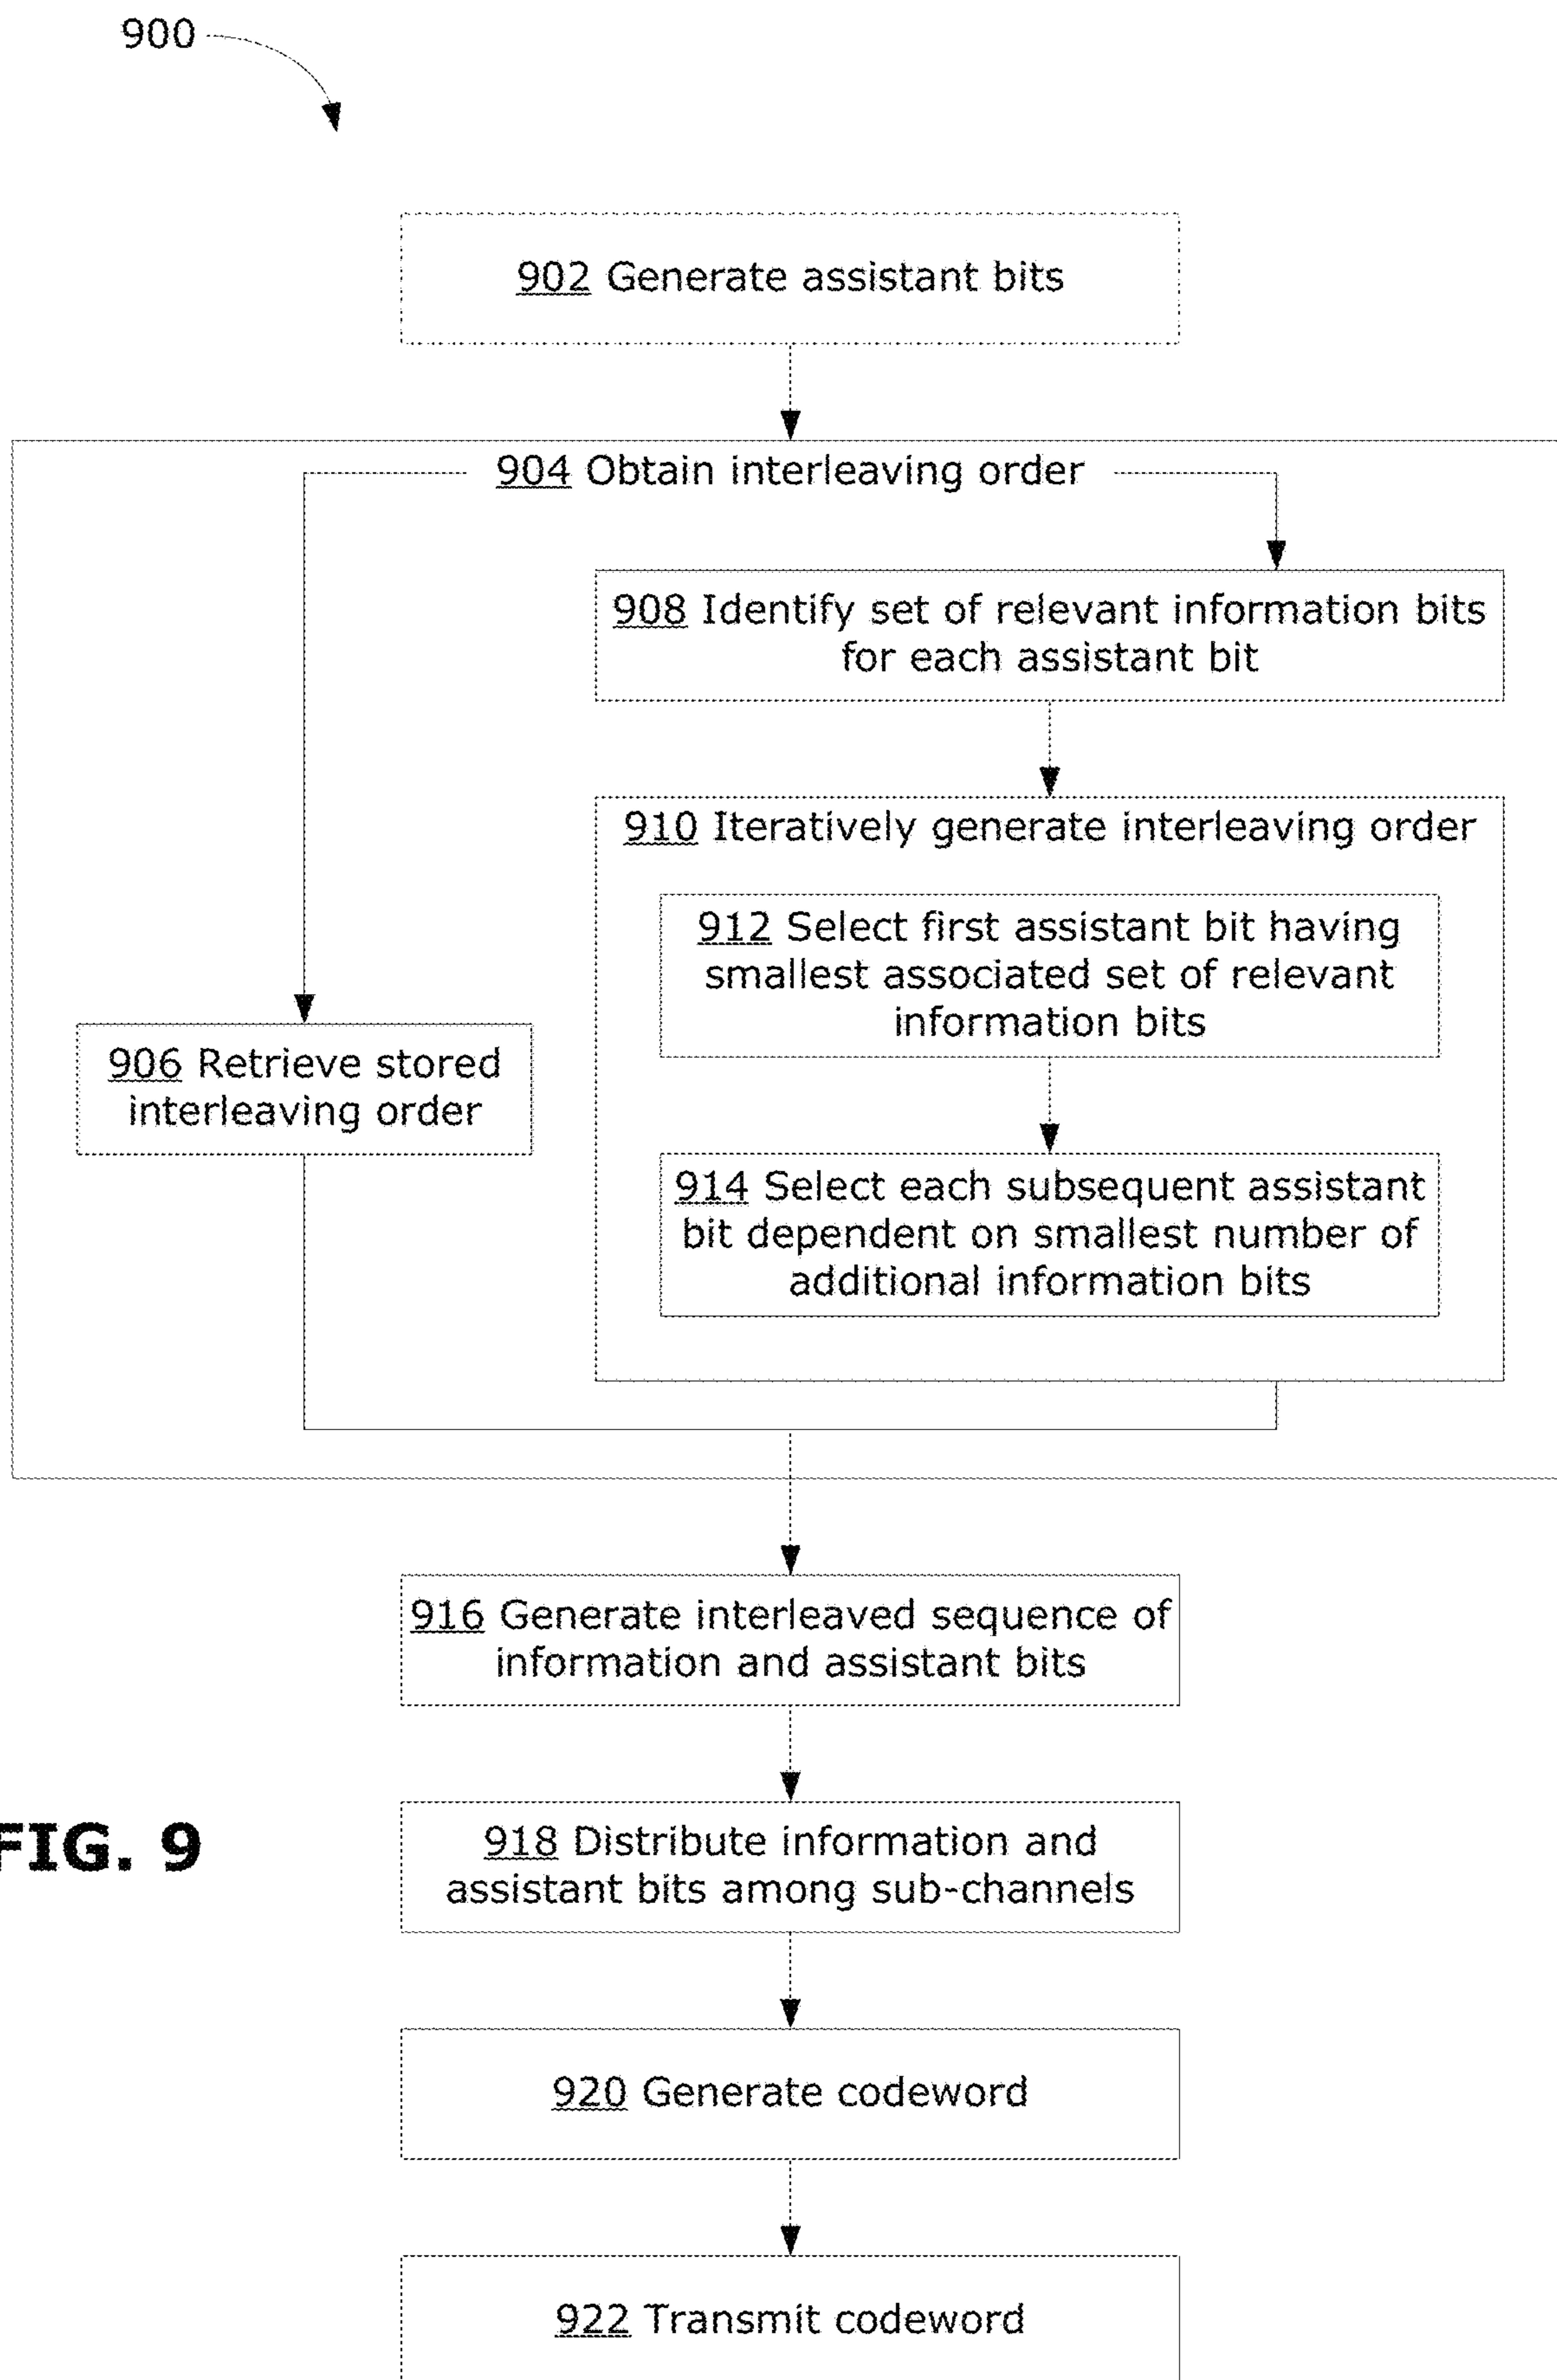 900
902 Generate assistant bits
904 Obtain interleaving order
908 Identify set of relevant information bits
for each assistant bit
910 Iteratively generate interleaving order
912 Select first assistant bit having
smallest associated set of relevant
information bits
906 Retrieve stored
interleaving order
914 Select each subsequent assistant
bit dependent on smallest number of
additional information bits
916 Generate interleaved sequence of
information and assistant bits
918 Distribute information and
assistant bits among sub-channels
FIG. 9
920 Generate codeword
922 Transmit codeword